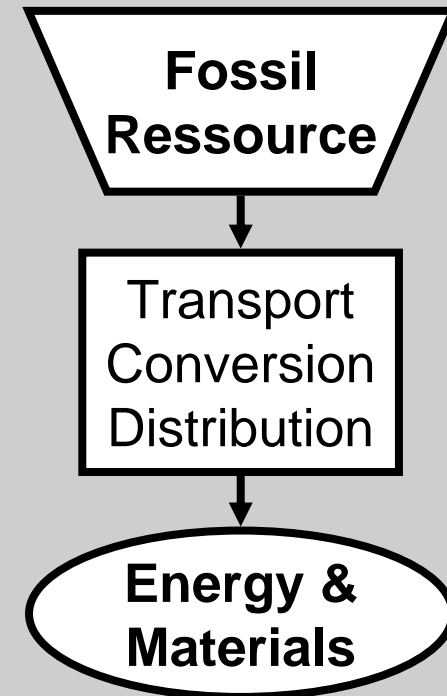 Fossil
Ressource
Transport
Conversion
Distribution
Energy &
Materials